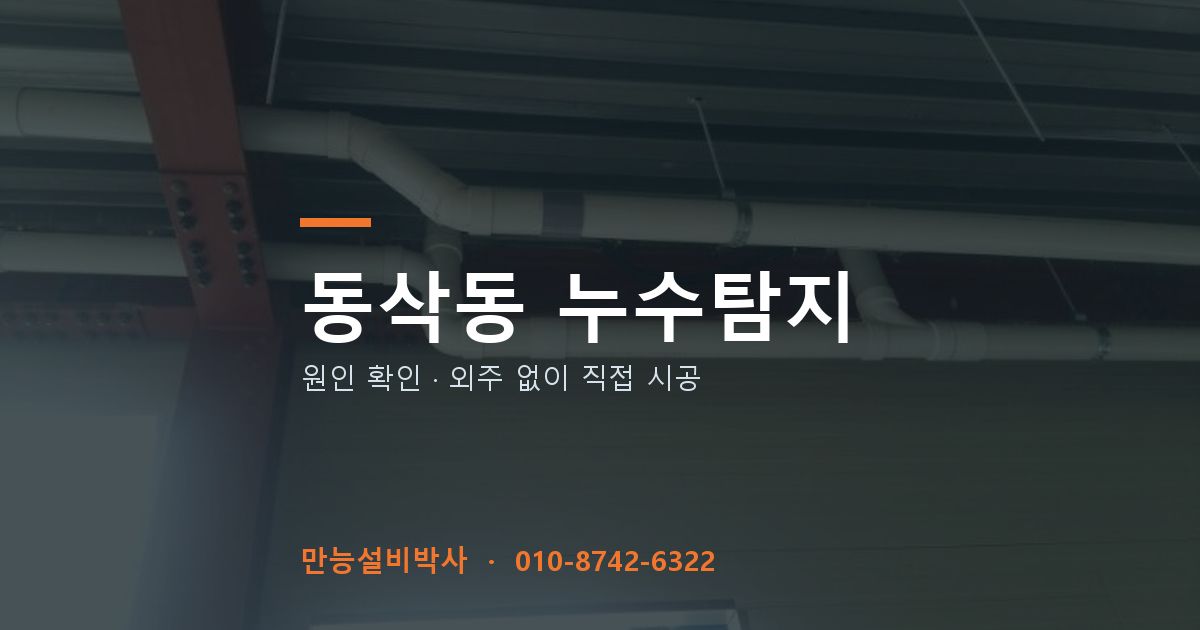 동삭동 누수탐지
원인 확인 · 외주 없이 직접 시공
만능설비박사 · 010-8742-6322